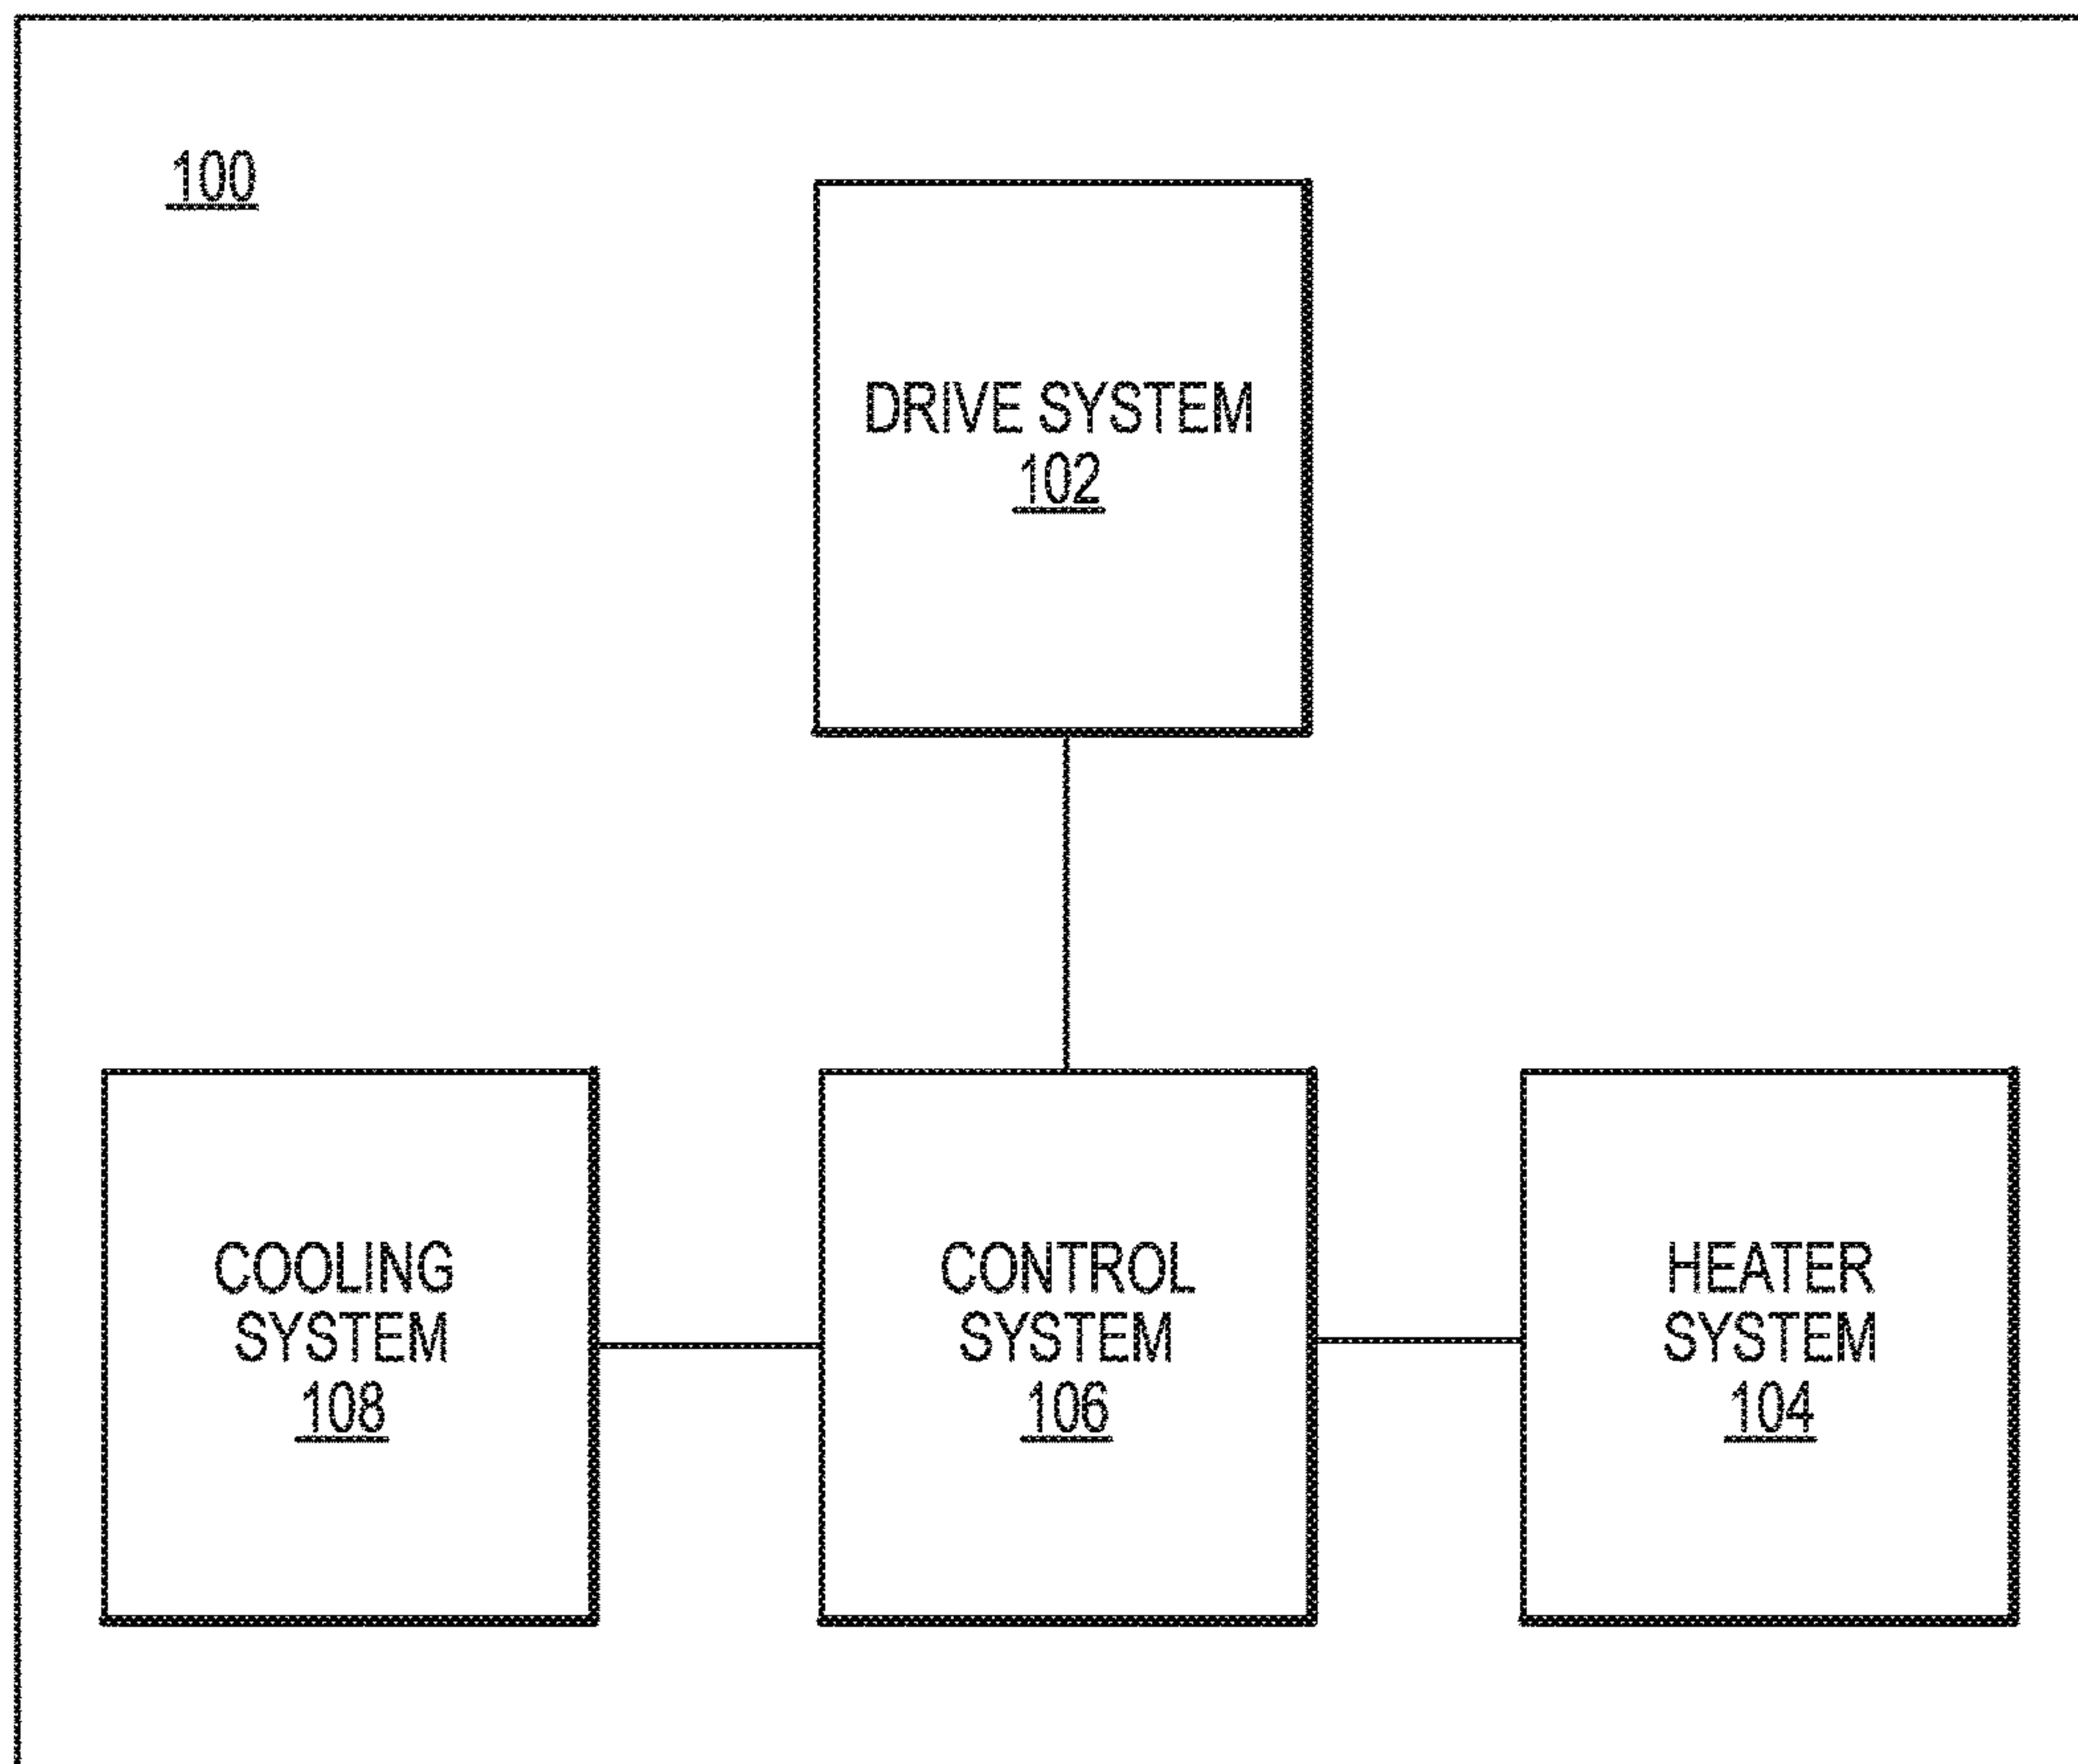 100
DRIVE SYSTEM
102
COOLING
SYSTEM
108
CONTROL
SYSTEM
106
HEATER
SYSTEM
104